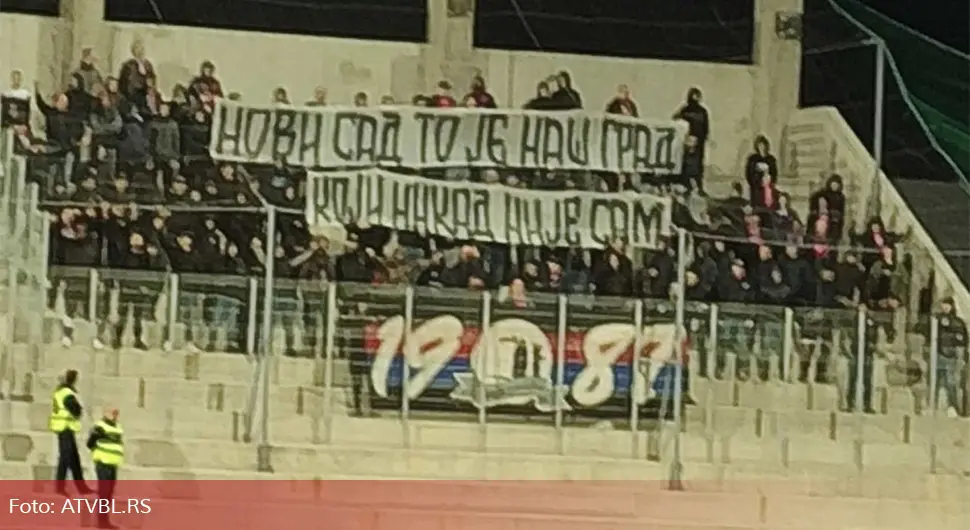 НОВИ САД ТО ЈЕ НАШ ГРАД
КОЈИ НИКАД НИЈЕ САМ
1987
Foto: ATVBL.RS